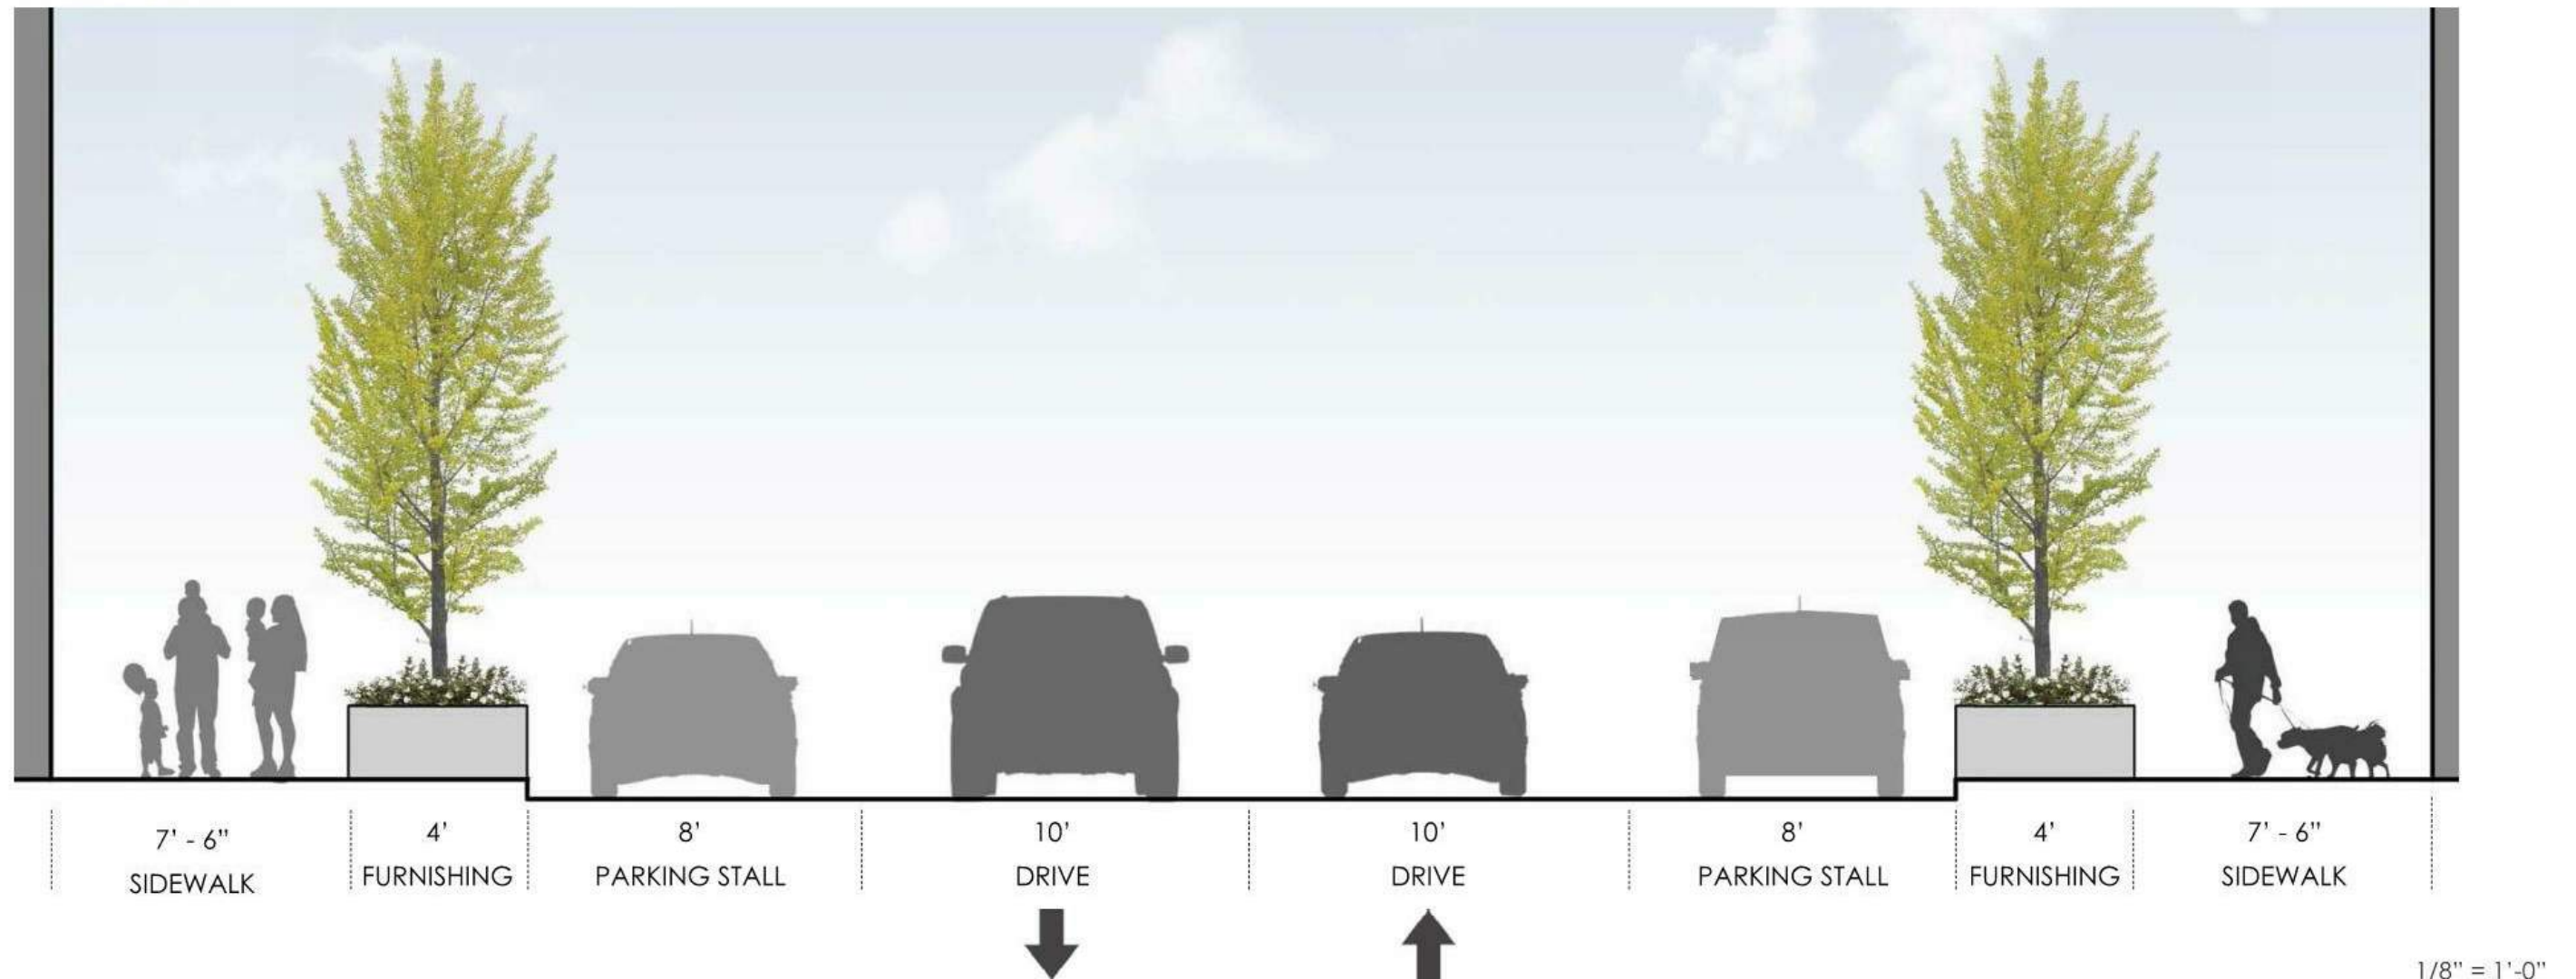 7’ - 6”
SIDEWALK
4’
FURNISHING
8’
PARKING STALL
10’
DRIVE
10’
DRIVE
8’
PARKING STALL
4’
FURNISHING
7’ - 6”
SIDEWALK
1/8” = 1’-0”